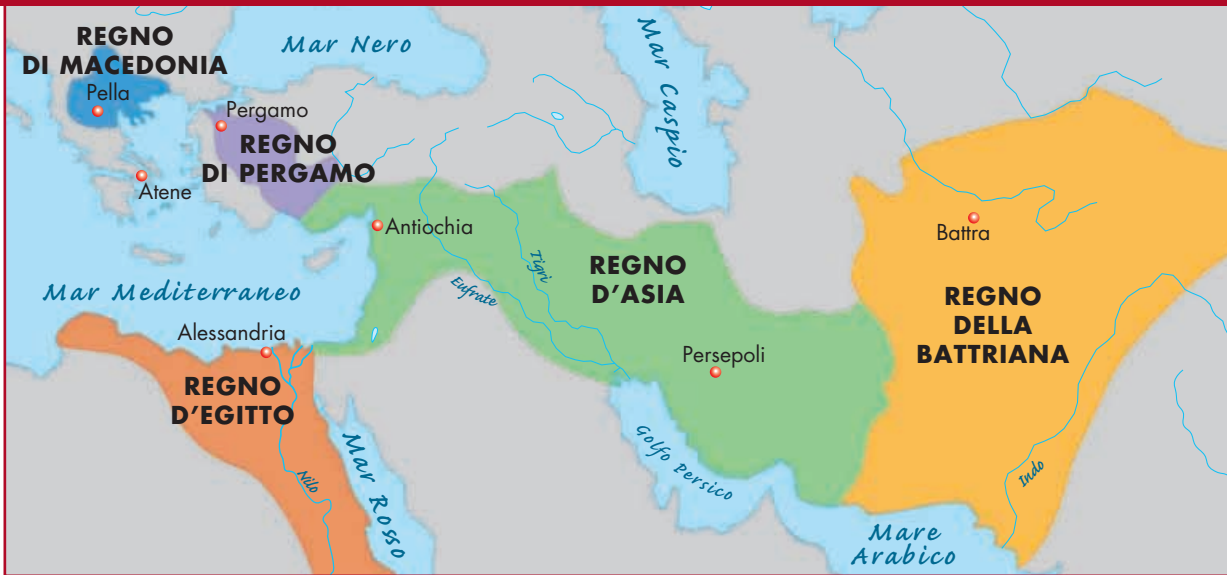 REGNO
DI MACEDONIA
Pella
Mar Nero
Mar Caspio
Pergamo
REGNO
DI PERGAMO
Atene
Antiochia
Tigri
Eufrate
REGNO
D'ASIA
Battra
REGNO
DELLA
BATTRIANA
Mar Mediterraneo
Alessandria
Persepoli
REGNO
D'EGITTO
Nilo
Mar Rosso
Golfo Persico
Indo
Mare
Arabico